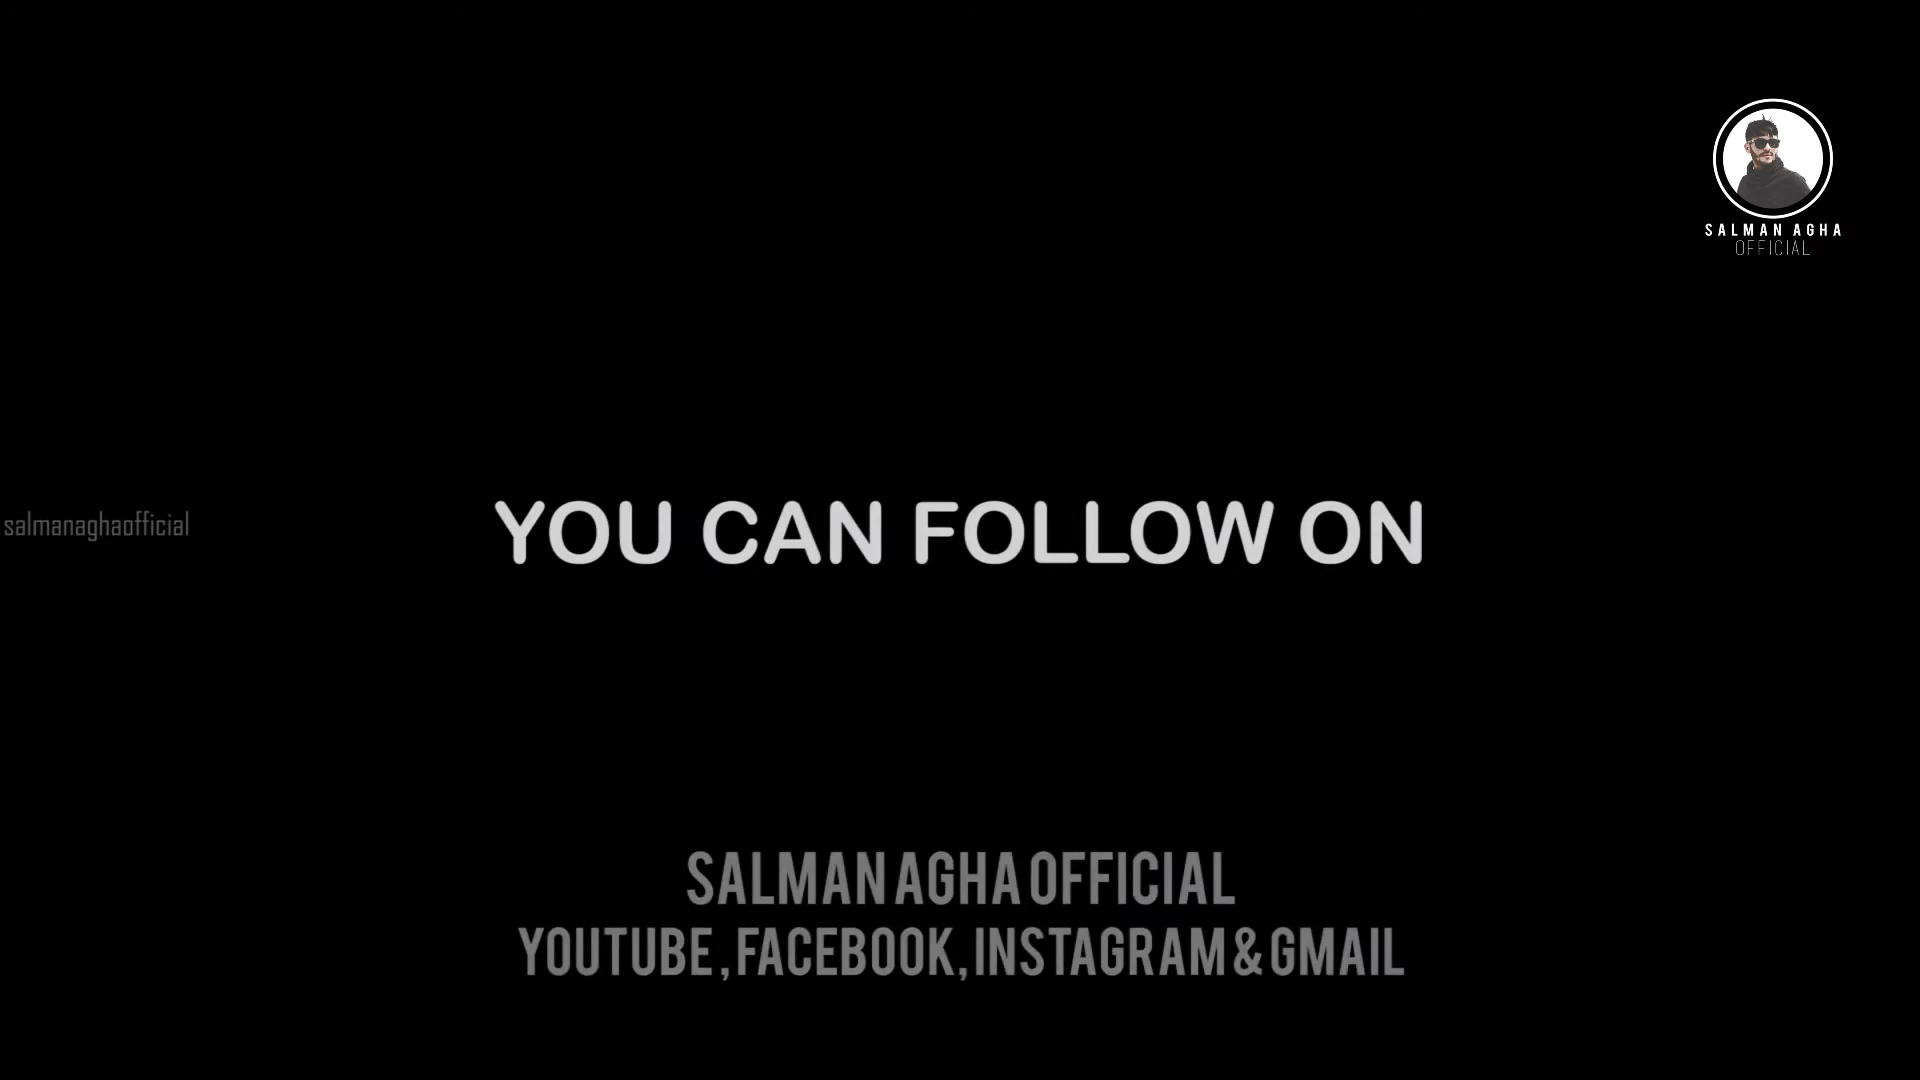 SALMAN AGHA
OFFICIAL
salmanaghaofficial
YOU CAN FOLLOW ON
SALMAN AGHA OFFICIAL
YOUTUBE , FACEBOOK, INSTAGRAM & GMAIL